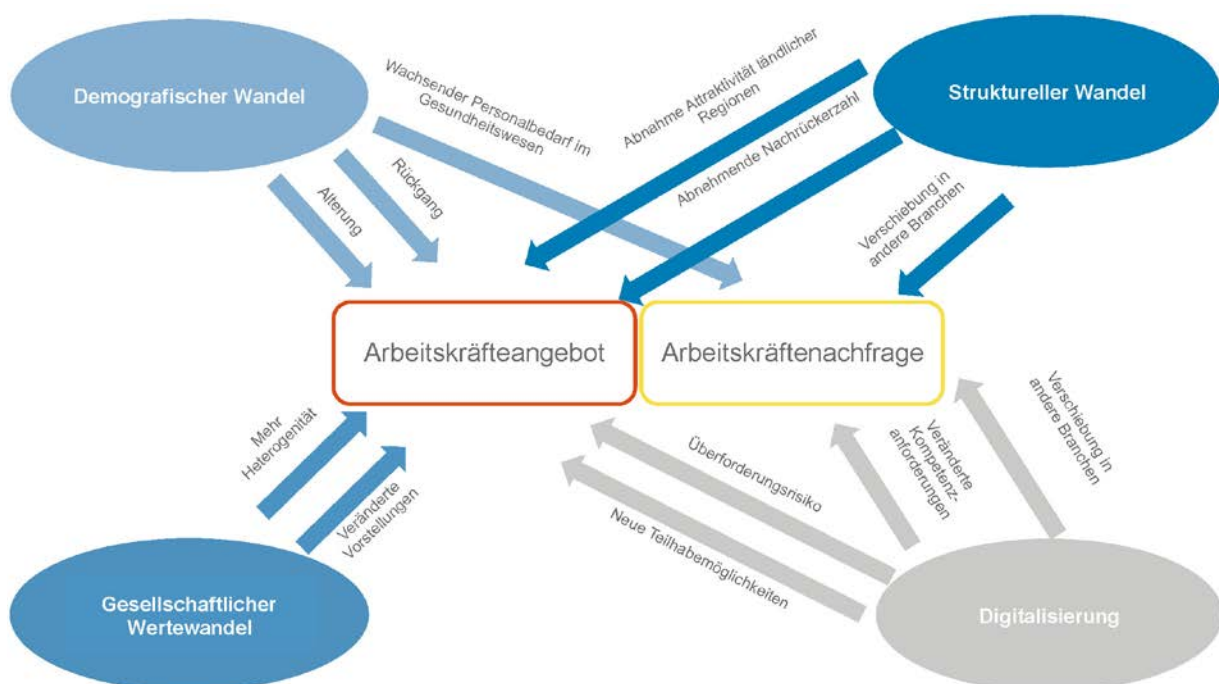 Demografischer Wandel
Wachsender Personalbedarf im
Gesundheitswesen
Rückgang
Alterung
Abnahme Attraktivität ländlicher
Regionen
Abnehmende Nachrückerzahl
Struktureller Wandel
Verschiebung in
andere Branchen
Arbeitskräfteangebot
Arbeitskräftenachfrage
Mehr
Heterogenität
Veränderte
Vorstellungen
Gesellschaftlicher
Wertewandel
Überforderungsrisiko
Neue Teilhabemöglichkeiten
Veränderte
Kompetenz-
anforderungen
Verschiebung in
andere Branchen
Digitalisierung